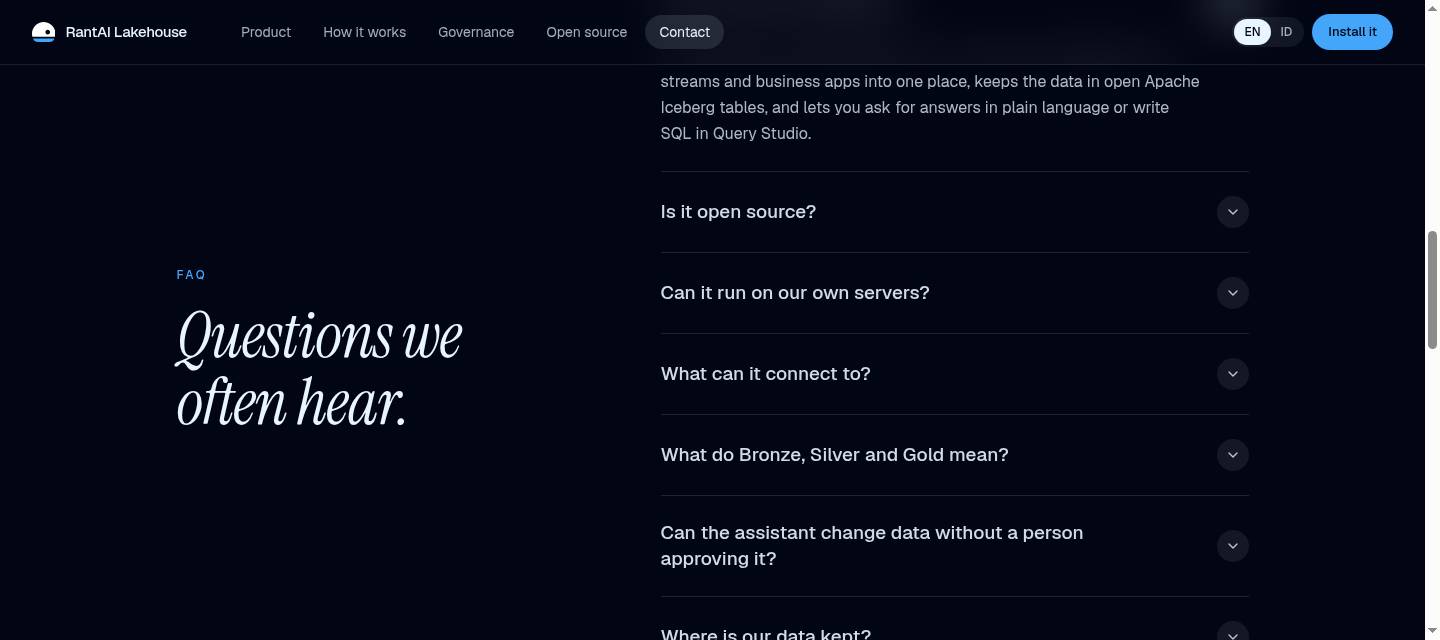 RantAI Lakehouse
Product
How it works
Governance
Open source
Contact
EN
ID
Install it
streams and business apps into one place, keeps the data in open Apache
Iceberg tables, and lets you ask for answers in plain language or write
SQL in Query Studio.
Is it open source?
Can it run on our own servers?
FAQ
Questions we
often hear.
What can it connect to?
What do Bronze, Silver and Gold mean?
Can the assistant change data without a person
approving it?
Where is our data kept?